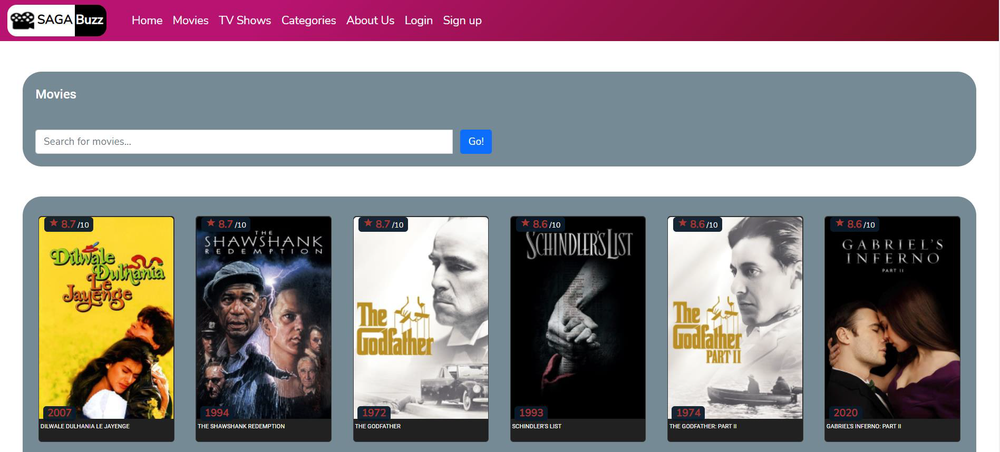 SAGA Buzz
Home Movies TV Shows Categories About Us Login Sign up
Movies
Search for movies...
Go!
★ 8.7 /10
Dilwale
Dulhania
Le
Jayenge
2007
DILWALE DULHANIA LE JAYENGE
★ 8.7 /10
THE
SHAWSHANK
REDEMPTION
1994
THE SHAWSHANK REDEMPTION
★ 8.7 /10
The
Godfather
1972
THE GODFATHER
★ 8.6 /10
SCHINDLER'S LIST
1993
SCHINDLER'S LIST
★ 8.6 /10
The
Godfather
PART II
1974
THE GODFATHER: PART II
★ 8.6 /10
GABRIEL'S
INFERNO
PART II
2020
GABRIEL'S INFERNO: PART II